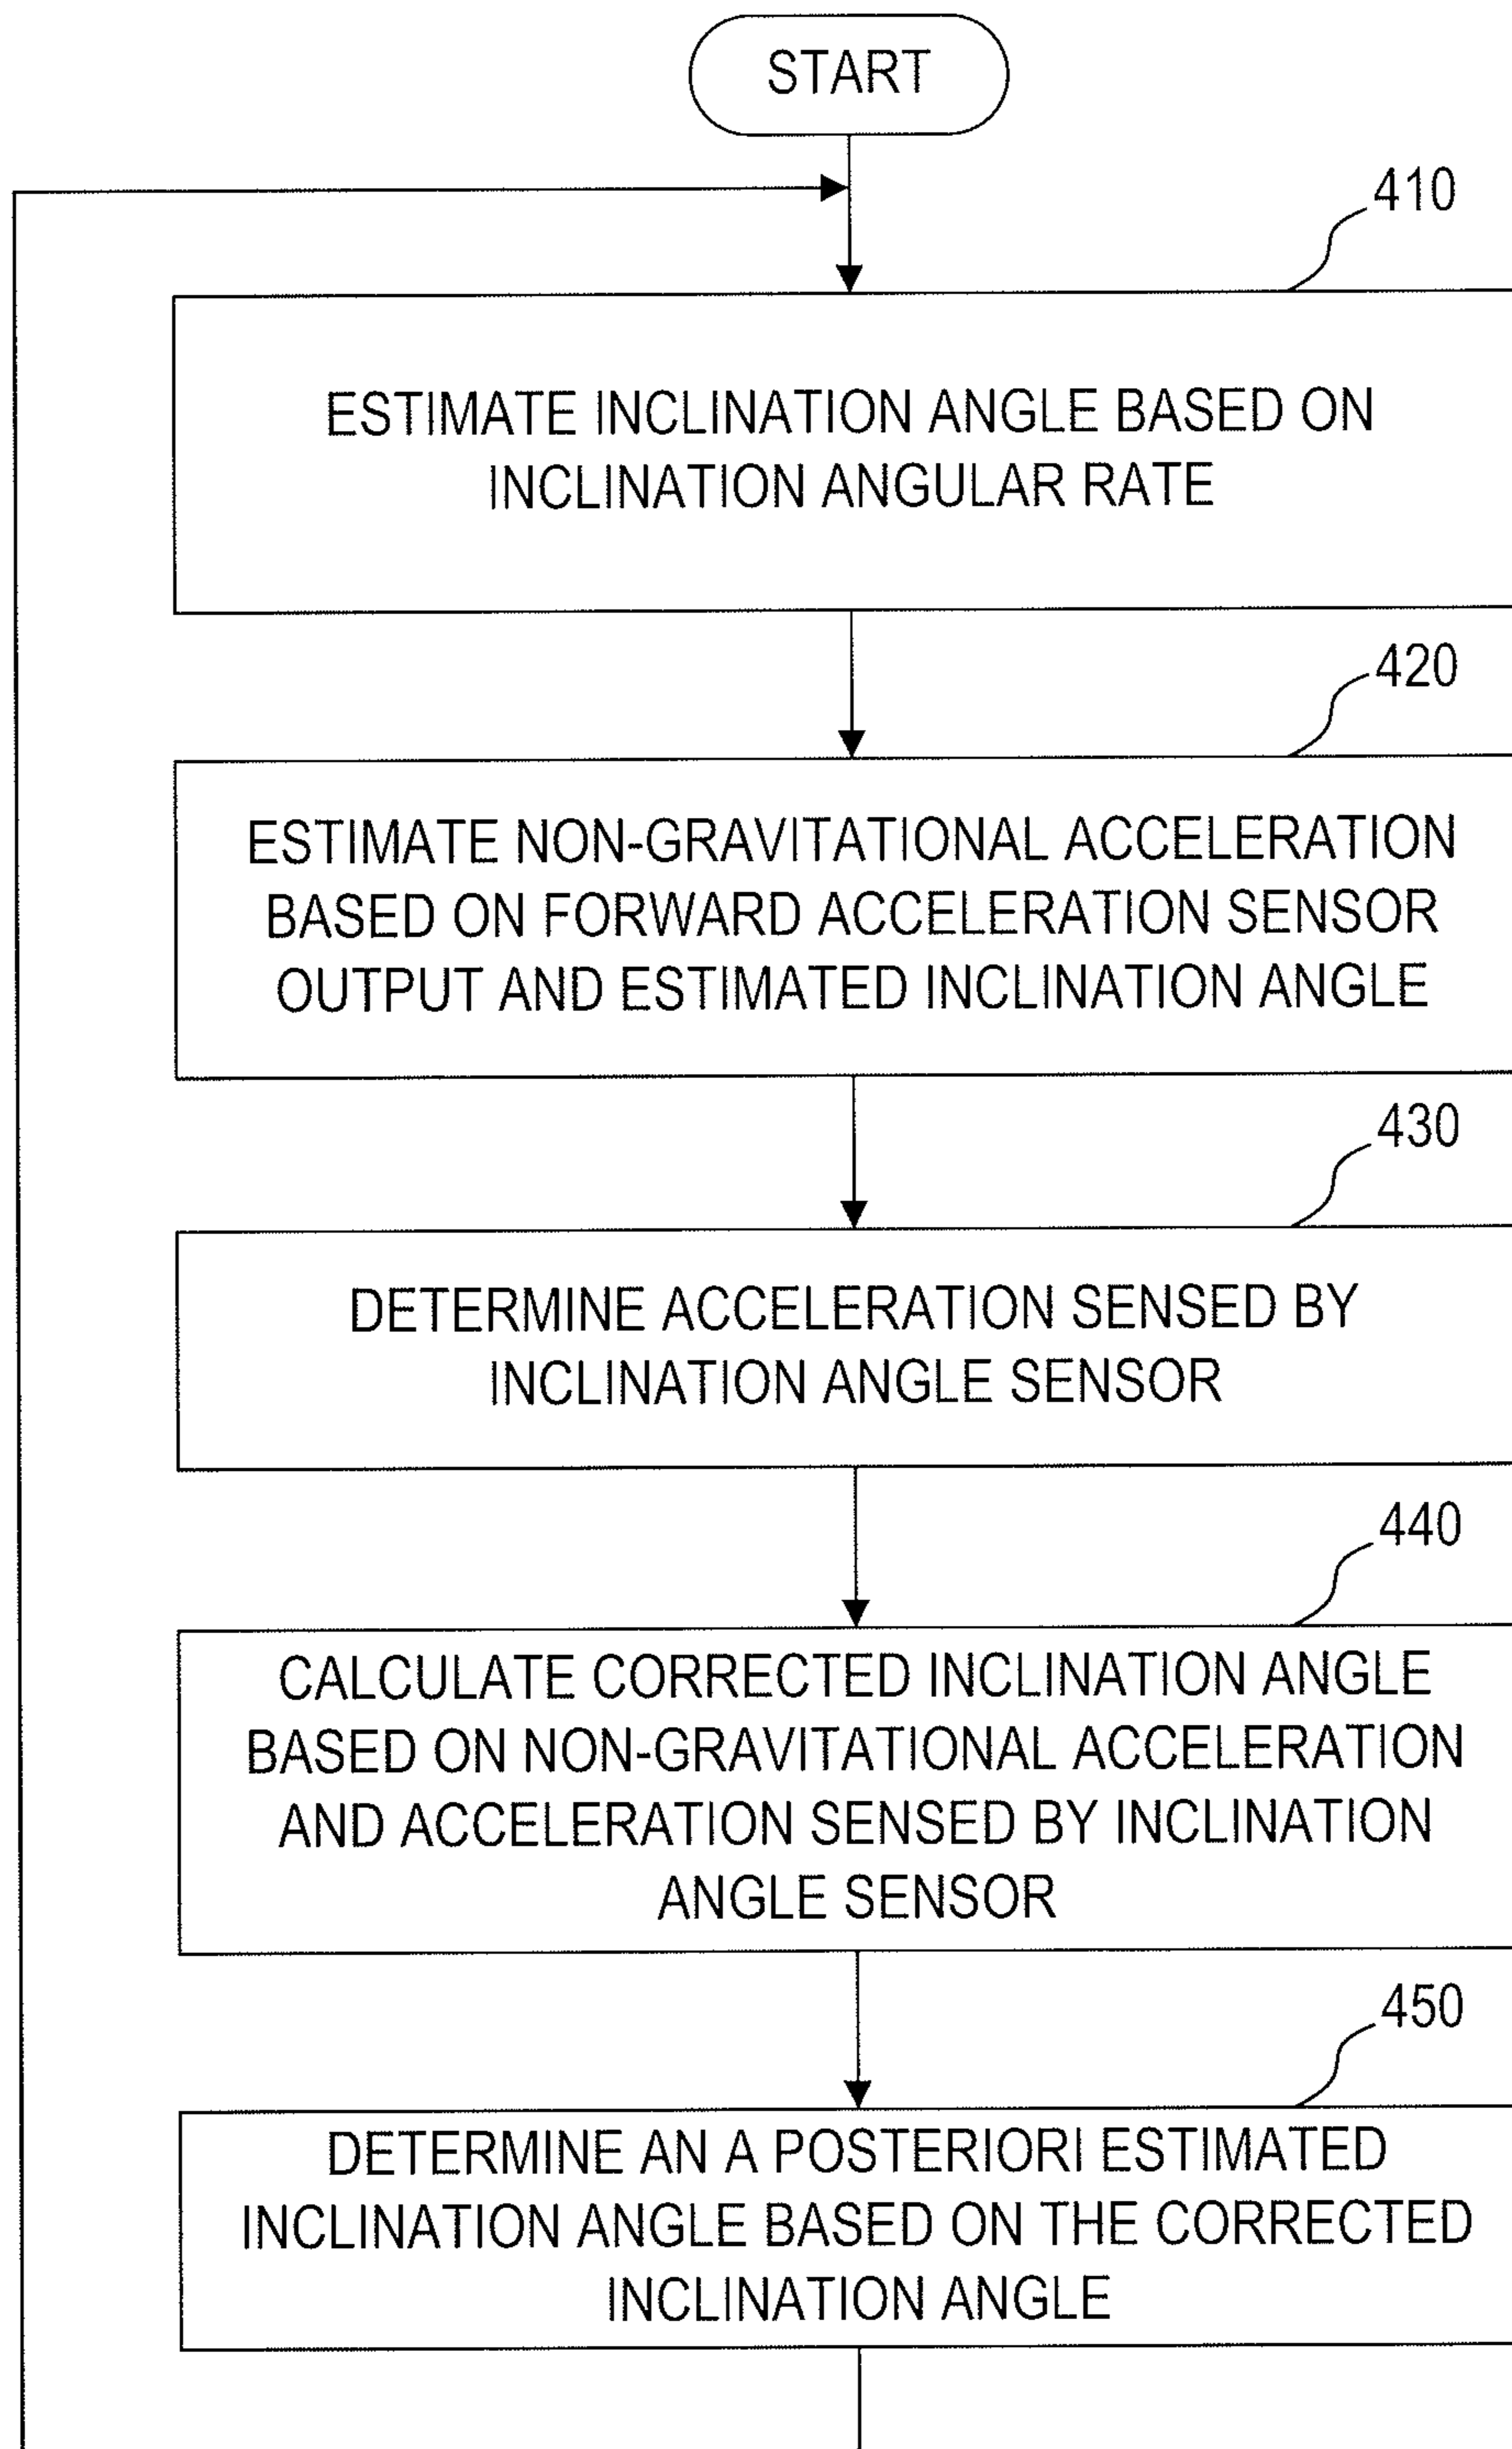 START
410
ESTIMATE INCLINATION ANGLE BASED ON
INCLINATION ANGULAR RATE
420
ESTIMATE NON-GRAVITATIONAL ACCELERATION
BASED ON FORWARD ACCELERATION SENSOR
OUTPUT AND ESTIMATED INCLINATION ANGLE
430
DETERMINE ACCELERATION SENSED BY
INCLINATION ANGLE SENSOR
440
CALCULATE CORRECTED INCLINATION ANGLE
BASED ON NON-GRAVITATIONAL ACCELERATION
AND ACCELERATION SENSED BY INCLINATION
ANGLE SENSOR
450
DETERMINE AN A POSTERIORI ESTIMATED
INCLINATION ANGLE BASED ON THE CORRECTED
INCLINATION ANGLE